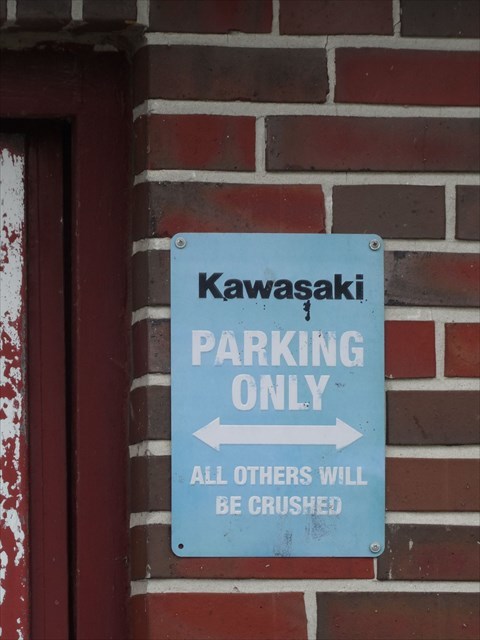 Kawasaki
PARKING
ONLY
ALL OTHERS WILL
BE CRUSHED